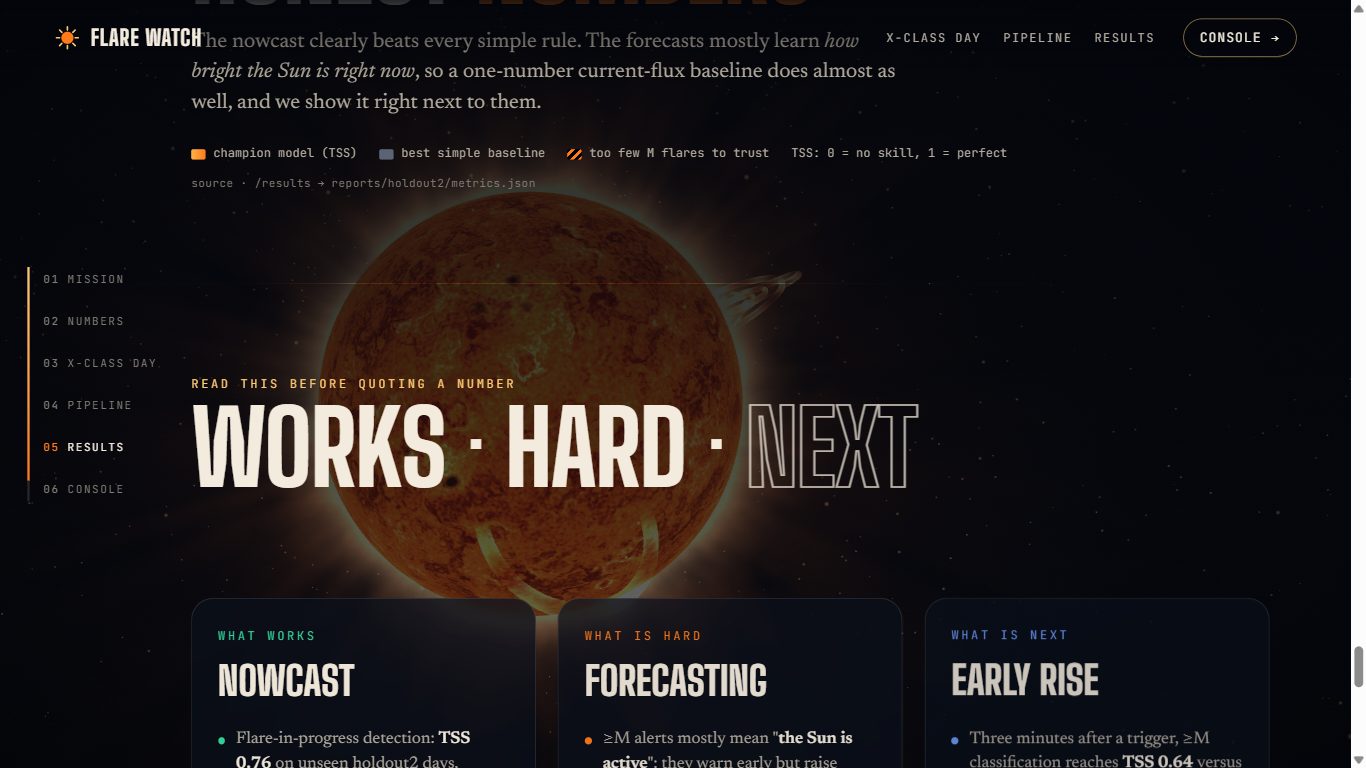 HONEST NUMBERS
FLARE WATCH
X-CLASS DAY PIPELINE RESULTS CONSOLE →
The nowcast clearly beats every simple rule. The forecasts mostly learn how
bright the Sun is right now, so a one-number current-flux baseline does almost as
well, and we show it right next to them.
champion model (TSS) best simple baseline too few M flares to trust TSS: 0 = no skill, 1 = perfect
source · /results → reports/holdout2/metrics.json
01 MISSION
02 NUMBERS
03 X-CLASS DAY
04 PIPELINE
05 RESULTS
06 CONSOLE
READ THIS BEFORE QUOTING A NUMBER
WORKS · HARD · NEXT
WHAT WORKS
NOWCAST
Flare-in-progress detection: TSS
0.76 on unseen holdout2 days,
WHAT IS HARD
FORECASTING
≥M alerts mostly mean "the Sun is
active": they warn early but raise
WHAT IS NEXT
EARLY RISE
Three minutes after a trigger, ≥M
classification reaches TSS 0.64 versus